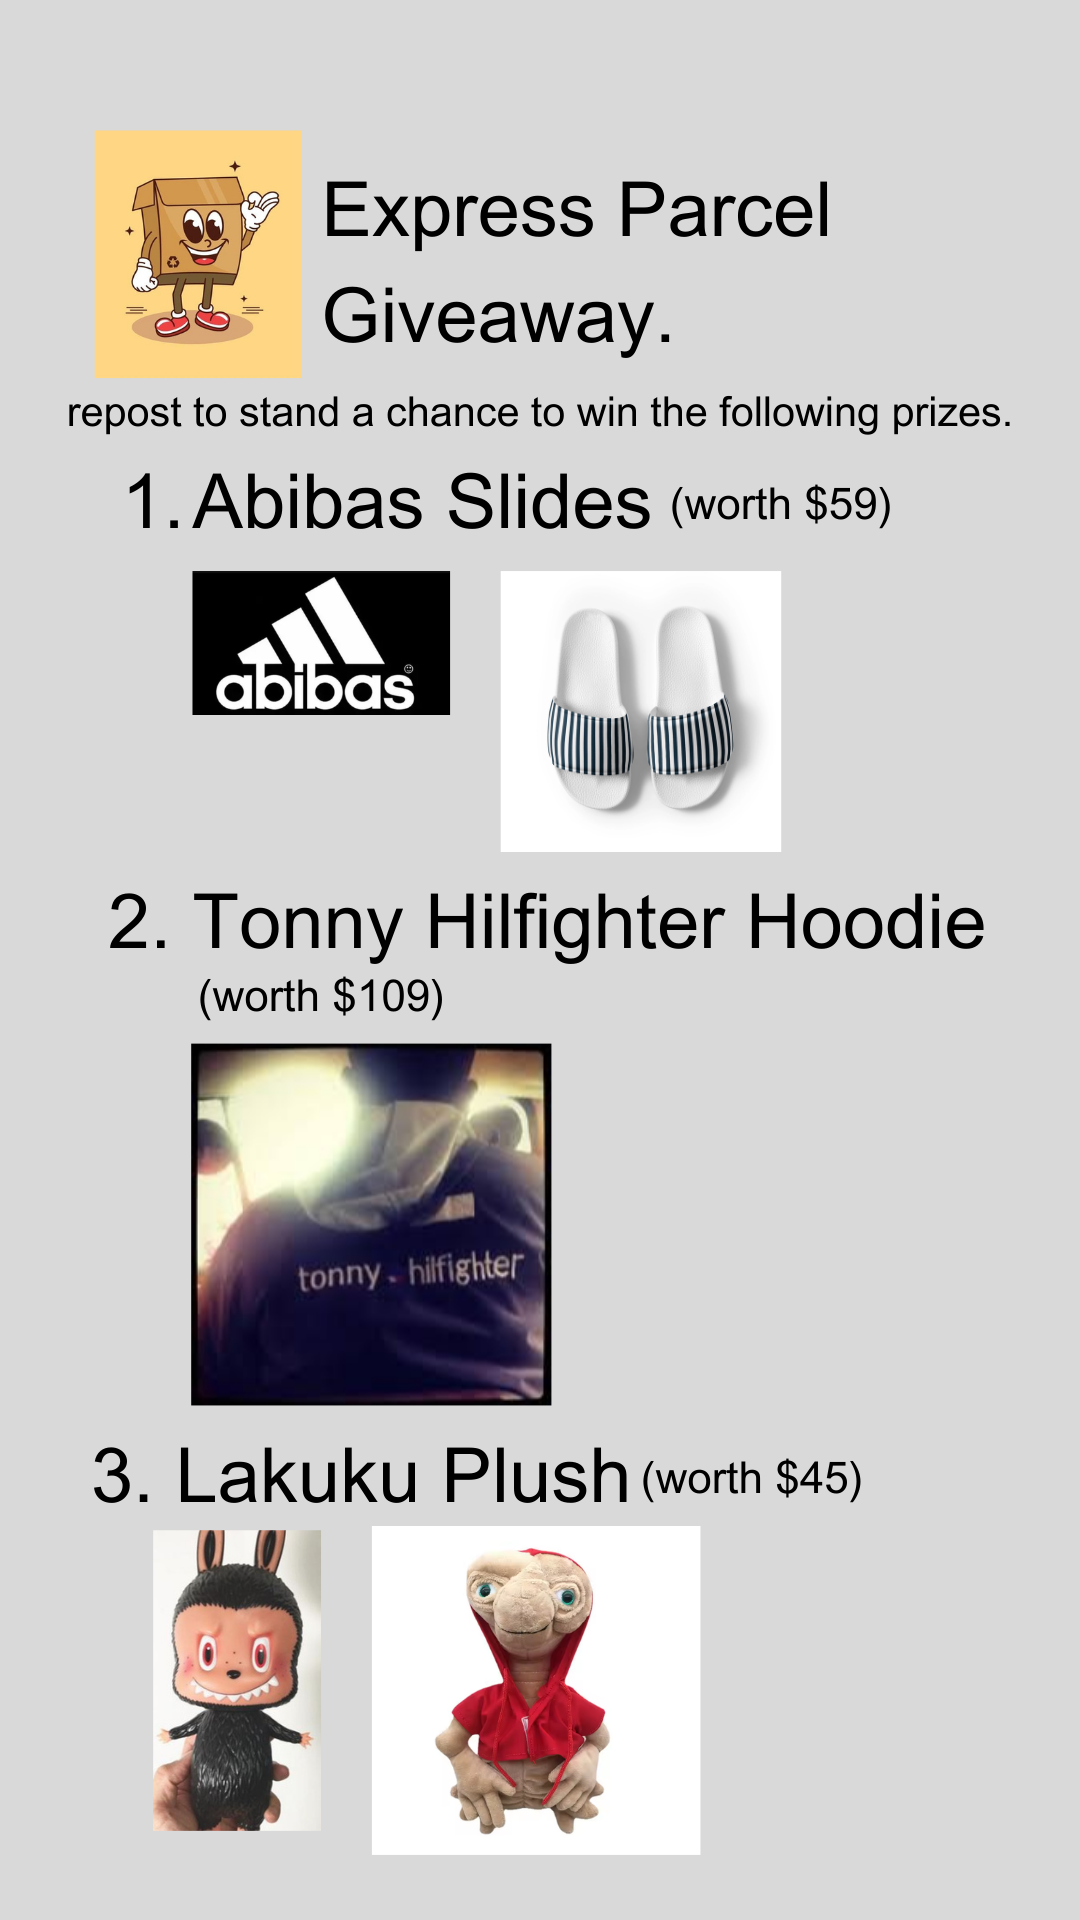 Express Parcel
Giveaway.
repost to stand a chance to win the following prizes.
1. Abibas Slides (worth $59)
abibas
2. Tonny Hilfighter Hoodie
(worth $109)
tonny . hilfighter
3. Lakuku Plush (worth $45)